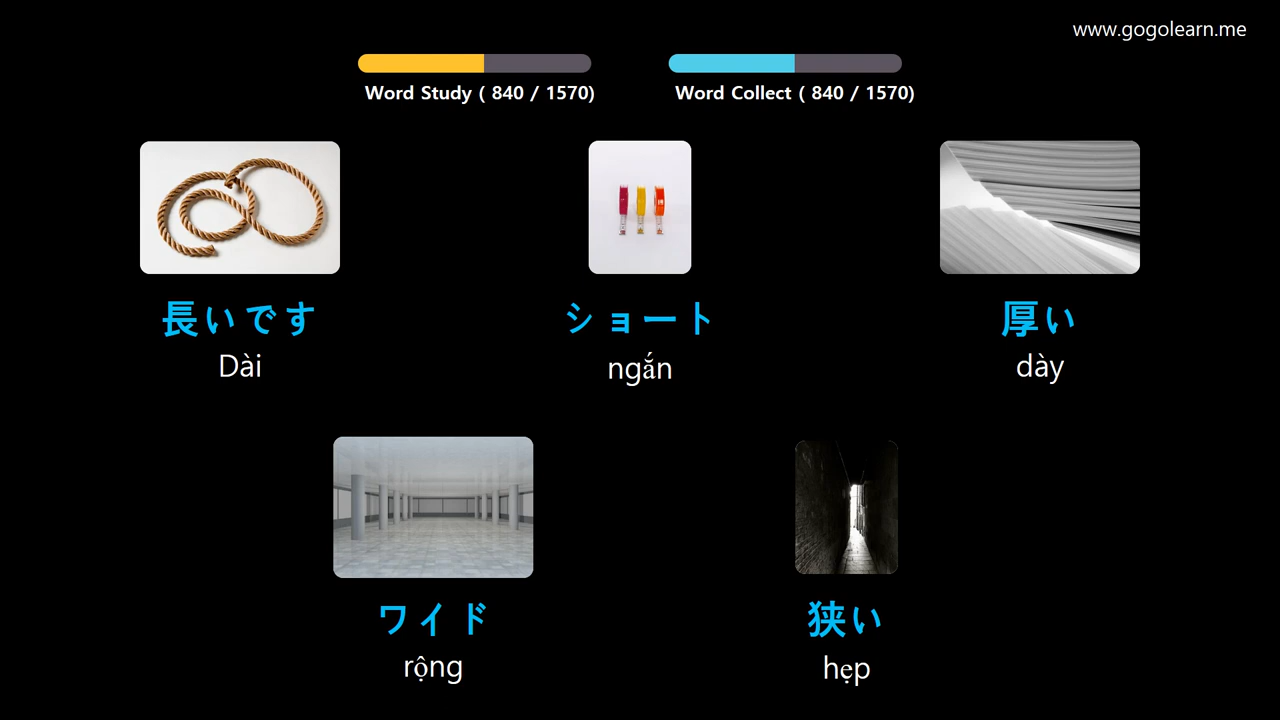 www.gogolearn.me
Word Study ( 840 / 1570)
Word Collect ( 840 / 1570)
長いです
Dài
ショート
ngắn
厚い
dày
ワイド
rộng
狭い
hẹp